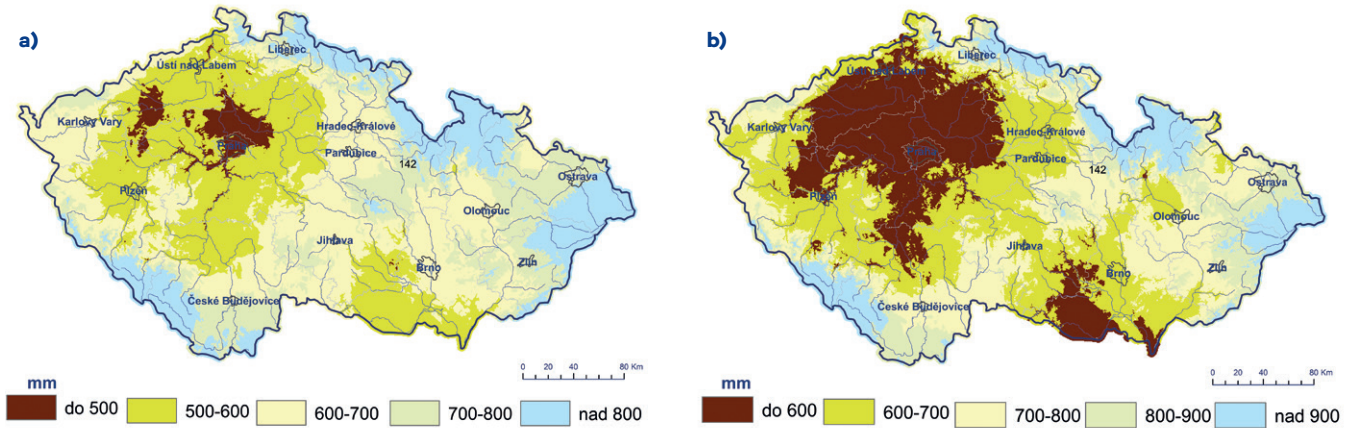 a)
Liberec
Ústí nad Labem
Karlovy Vary
Hradec Králové
Praha
Pardubice
142
Ostrava
Plzeň
Olomouc
Jihlava
Zlín
Brno
České Budějovice
0 20 40 80 Km
mm
do 500 500-600 600-700 700-800 nad 800
b)
Liberec
Ústí nad Labem
Karlovy Vary
Hradec Králové
Praha
Pardubice
142
Ostrava
Plzeň
Olomouc
Jihlava
Zlín
Brno
České Budějovice
0 20 40 80 Km
mm
do 600 600-700 700-800 800-900 nad 900